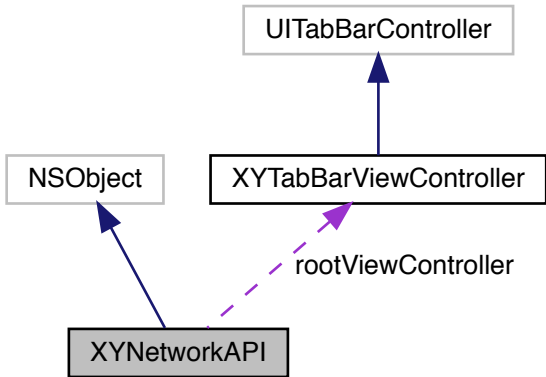 UITabBarController
NSObject
XYTabBarViewController
rootViewController
XYNetworkAPI